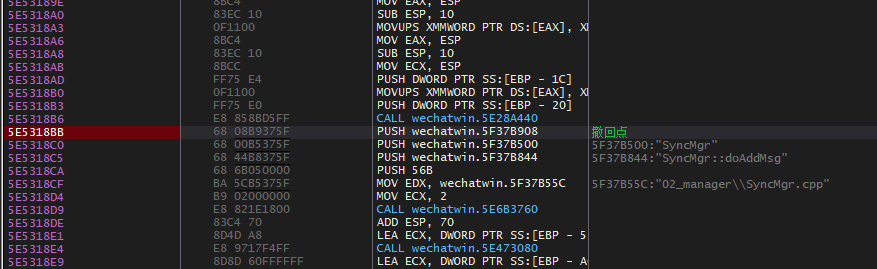 5E53189E 8BC4 MOV EAX, ESP
5E5318A0 83EC 10 SUB ESP, 10
5E5318A3 0F1100 MOVUPS XMMWORD PTR DS:[EAX], X
5E5318A6 8BC4 MOV EAX, ESP
5E5318A8 83EC 10 SUB ESP, 10
5E5318AB 8BCC MOV ECX, ESP
5E5318AD FF75 E4 PUSH DWORD PTR SS:[EBP - 1C]
5E5318B0 0F1100 MOVUPS XMMWORD PTR DS:[EAX], X
5E5318B3 FF75 E0 PUSH DWORD PTR SS:[EBP - 20]
5E5318B6 E8 858BD5FF CALL wechatwin.5E28A440
5E5318BB 68 08B9375F PUSH wechatwin.5F37B908 撤回点
5E5318C0 68 00B5375F PUSH wechatwin.5F37B500 5F37B500:"SyncMgr"
5E5318C5 68 44B8375F PUSH wechatwin.5F37B844 5F37B844:"SyncMgr::doAddMsg"
5E5318CA 68 6B050000 PUSH 56B
5E5318CF BA 5CB5375F MOV EDX, wechatwin.5F37B55C 5F37B55C:"02_manager\\SyncMgr.cpp"
5E5318D4 B9 02000000 MOV ECX, 2
5E5318D9 E8 821E1800 CALL wechatwin.5E6B3760
5E5318DE 83C4 70 ADD ESP, 70
5E5318E1 8D4D A8 LEA ECX, DWORD PTR SS:[EBP - 5
5E5318E4 E8 9717F4FF CALL wechatwin.5E473080
5E5318E9 8D8D 60FFFFFF LEA ECX, DWORD PTR SS:[EBP - A